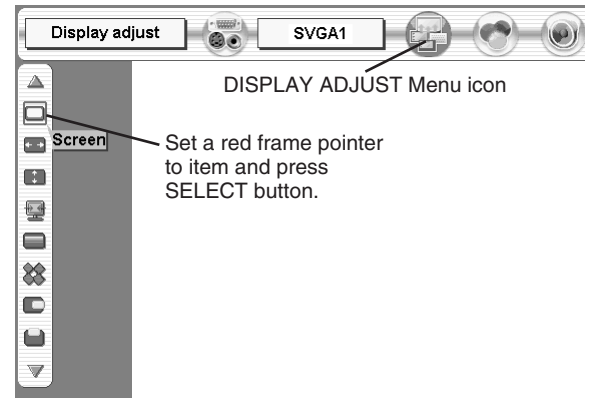 Display adjust
SVGA1
DISPLAY ADJUST Menu icon
Screen
Set a red frame pointer
to item and press
SELECT button.